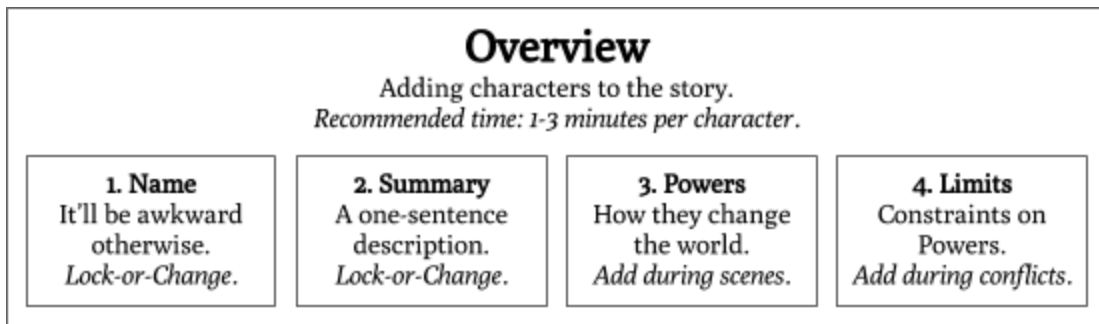 Overview
Adding characters to the story.
Recommended time: 1-3 minutes per character.
1. Name
It'll be awkward
otherwise.
Lock-or-Change.
2. Summary
A one-sentence
description.
Lock-or-Change.
3. Powers
How they change
the world.
Add during scenes.
4. Limits
Constraints on
Powers.
Add during conflicts.